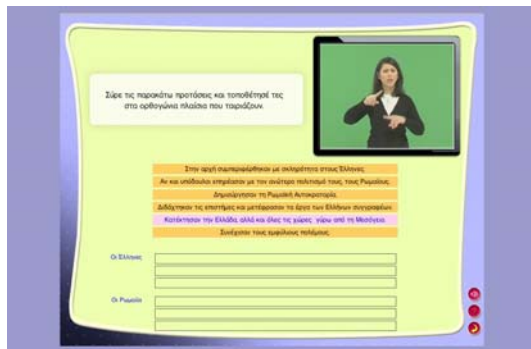 Σύρε τις παρακάτω προτάσεις και τοποθέτησέ τες
στα ορθογώνια πλαίσια που ταιριάζουν.
Στην αρχή συμπεριφέρθηκαν με σκληρότητα στους Έλληνες.
Αν και υπόδουλοι επηρέασαν με τον ανώτερο πολιτισμό τους, τους Ρωμαίους.
Δημιούργησαν τη Ρωμαϊκή Αυτοκρατορία.
Διδάχτηκαν τις επιστήμες και μετέφρασαν τα έργα των Ελλήνων συγγραφέων.
Κατέκτησαν την Ελλάδα, αλλά και όλες τις χώρες γύρω από τη Μεσόγειο.
Συνέχισαν τους εμφύλιους πολέμους.
Οι Έλληνες
Οι Ρωμαίοι